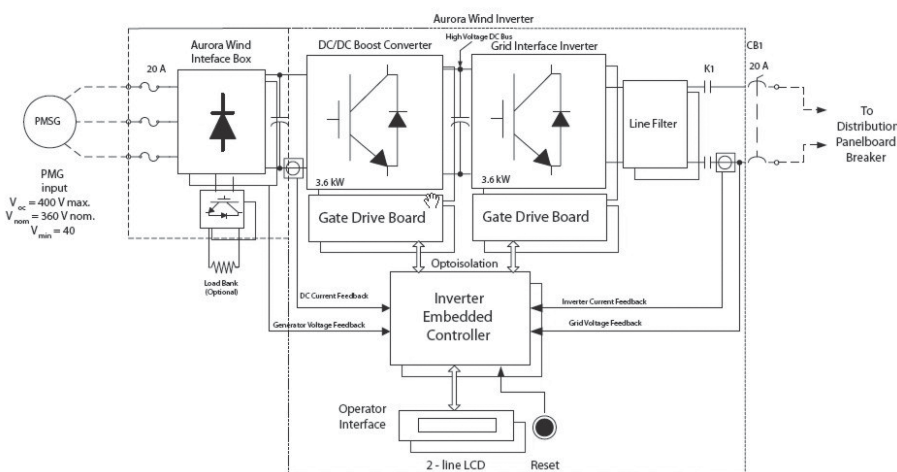 Aurora Wind Inverter
Aurora Wind
Inteface Box
DC/DC Boost Converter
High Voltage DC Bus
Grid Interface Inverter
20 A
K1
CB1
20 A
PMSG
Line Filter
To
Distribution
Panelboard
Breaker
PMG
input
V oc = 400 V max.
V nom = 360 V nom.
V min = 40
3.6 kW
3.6 kW
Gate Drive Board
Gate Drive Board
Load Bank
(Optional)
Optoisolation
DC Current Feedback
Generator Voltage Feedback
Inverter
Embedded
Controller
Inverter Current Feedback
Grid Voltage Feedback
Operator
Interface
2 - line LCD
Reset